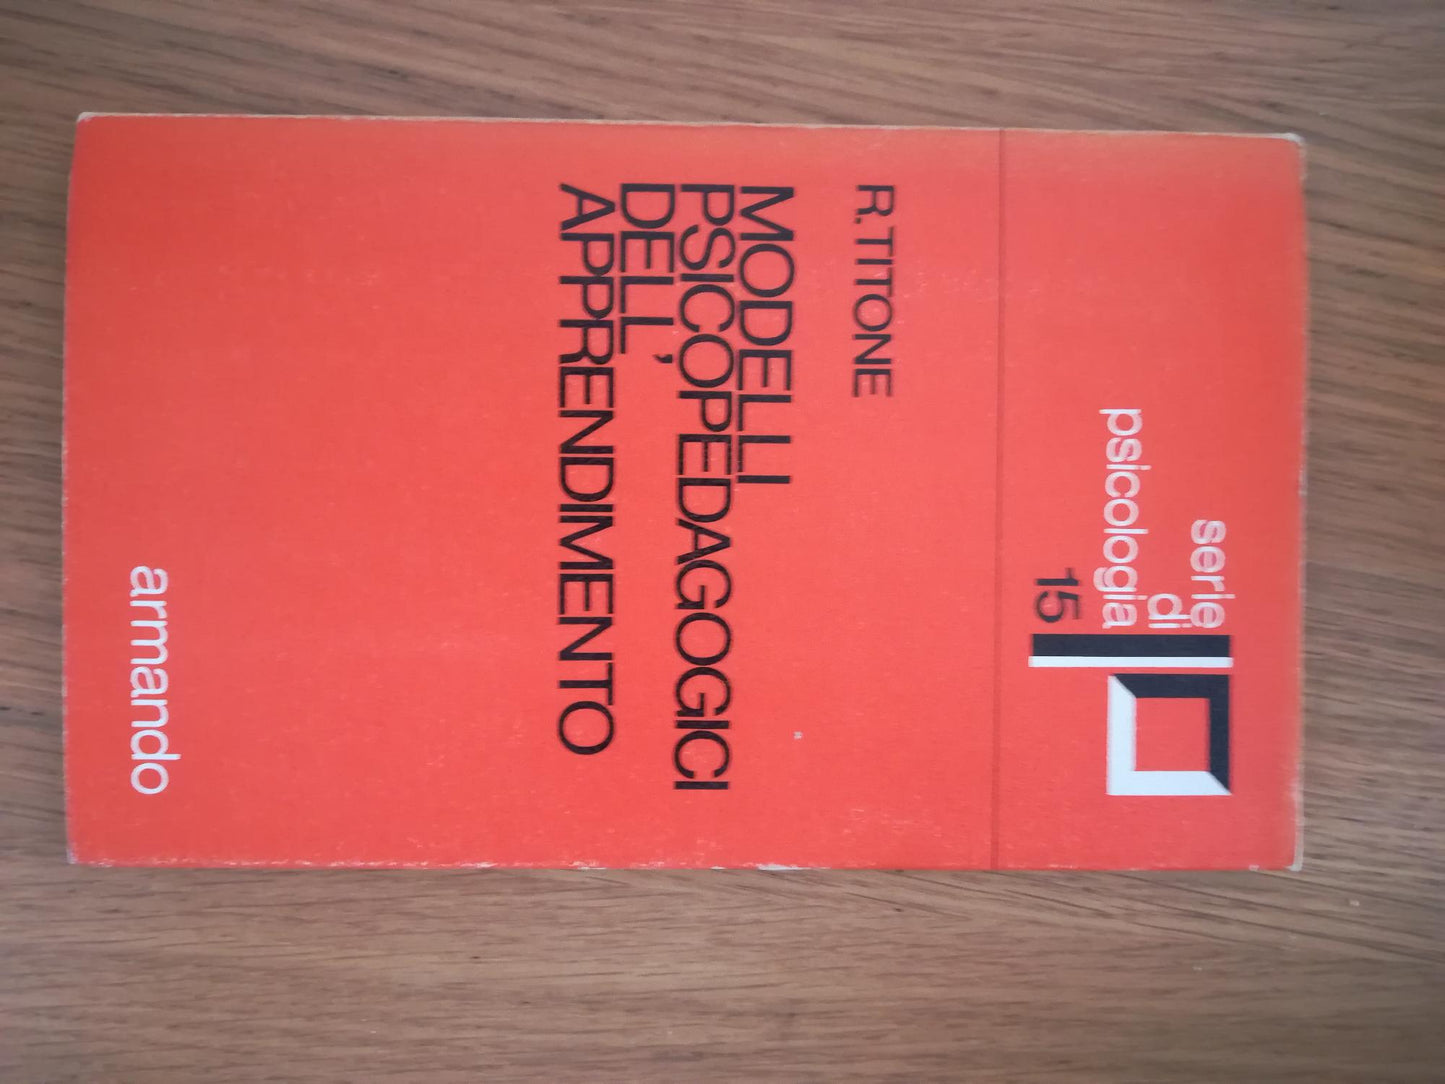 serie
di
psicologia
15
R. TITONE
MODELLI
PSICOPEDAGOGICI
DELL'
APPRENDIMENTO
armando